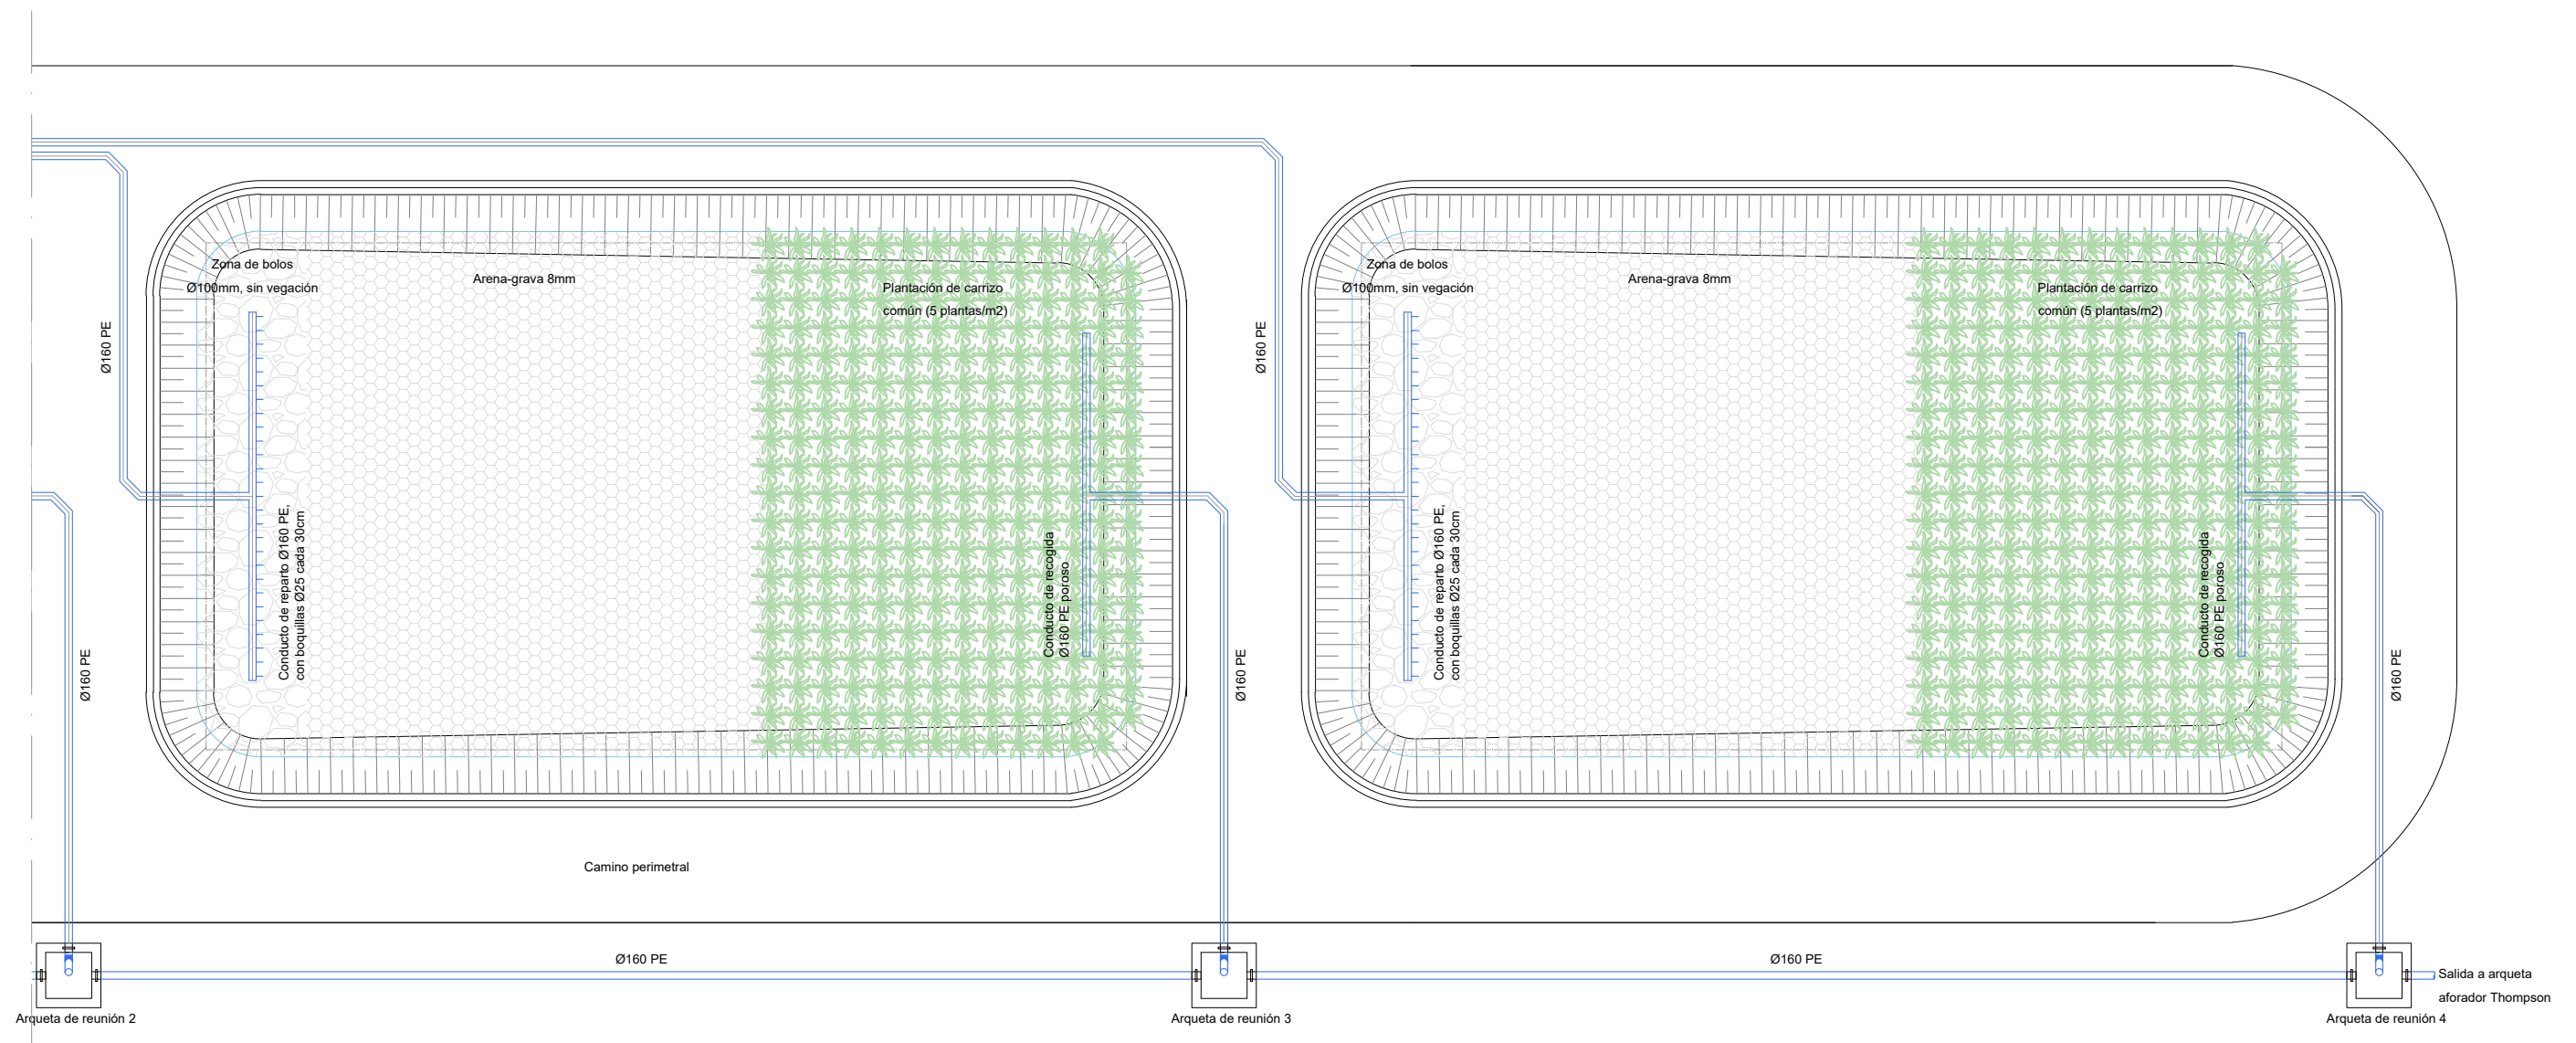 Zona de bolos
Ø100mm, sin vegación
Arena-grava 8mm
Plantación de carrizo
común (5 plantas/m2)
Zona de bolos
Ø100mm, sin vegación
Arena-grava 8mm
Plantación de carrizo
común (5 plantas/m2)
Ø160 PE
Ø160 PE
Conducto de reparto Ø160 PE,
con boquillas Ø25 cada 30cm
Conducto de recogida
Ø160 PE poroso
Conducto de reparto Ø160 PE,
con boquillas Ø25 cada 30cm
Conducto de recogida
Ø160 PE poroso
Ø160 PE
Ø160 PE
Ø160 PE
Camino perimetral
Ø160 PE
Ø160 PE
Salida a arqueta
aforador Thompson
Arqueta de reunión 2
Arqueta de reunión 3
Arqueta de reunión 4